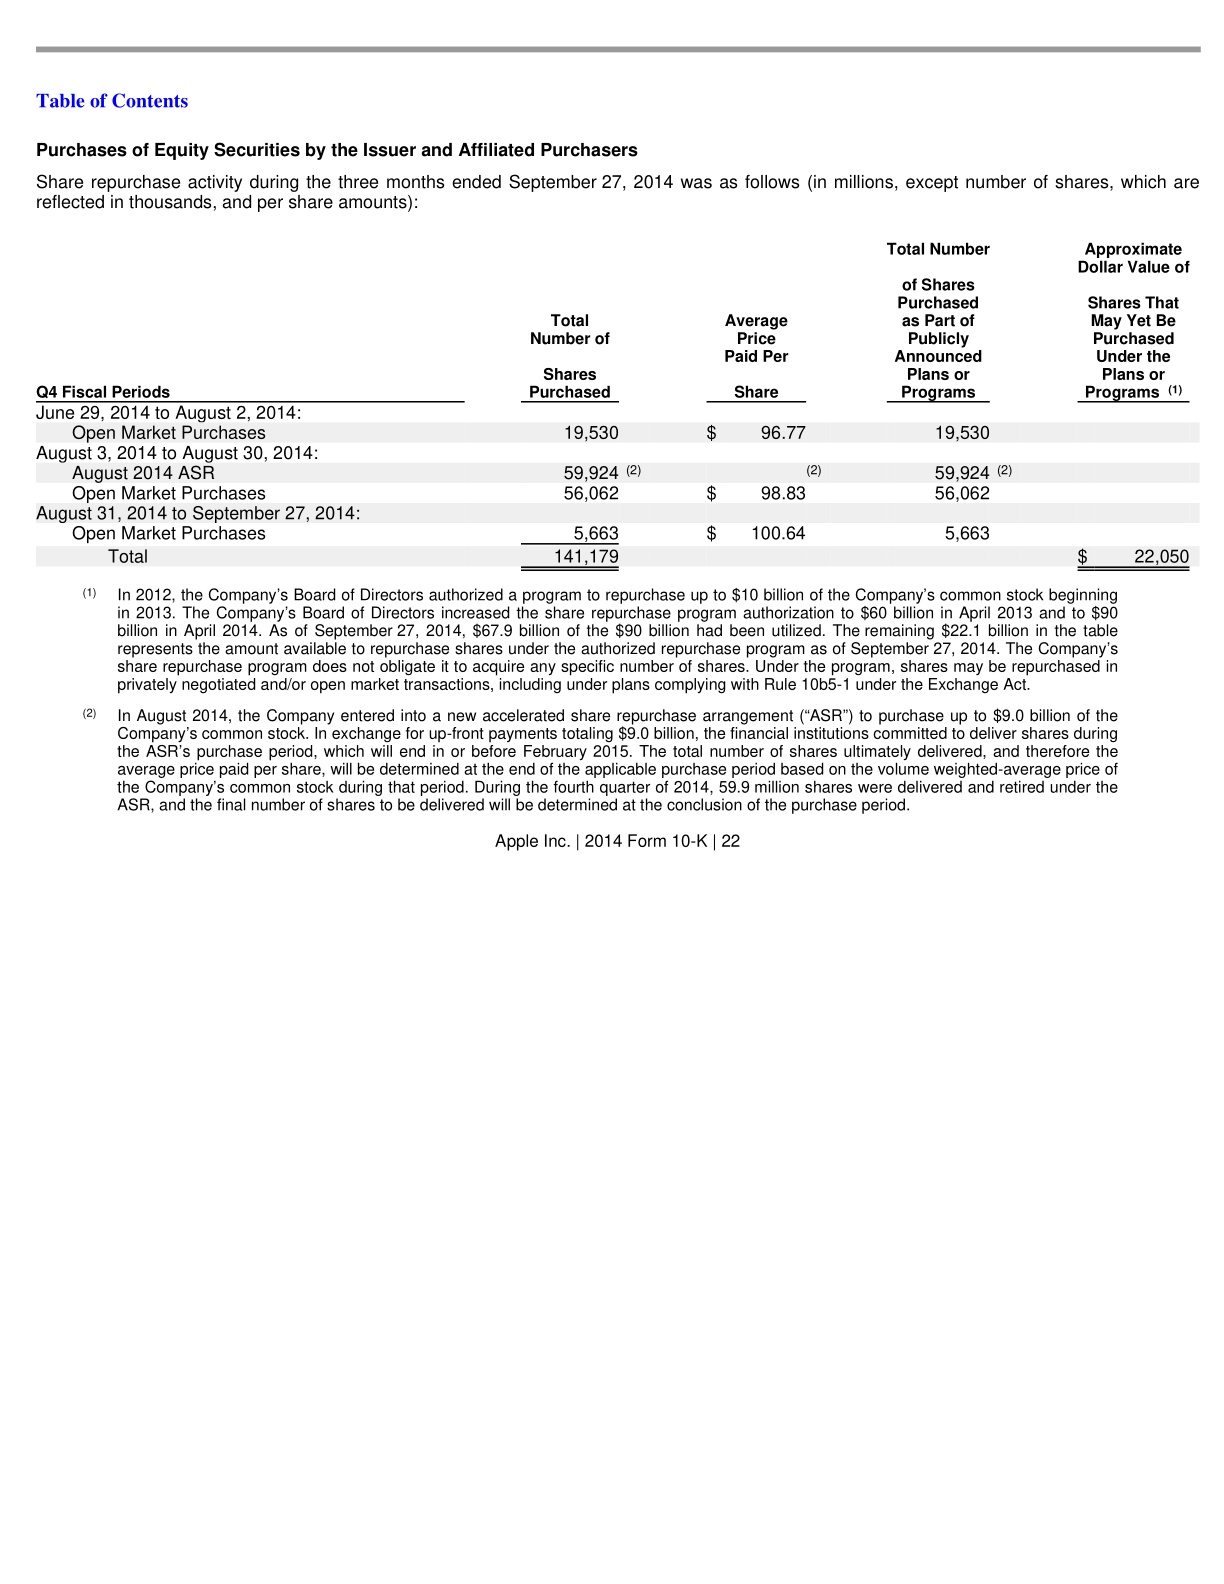 Table of Contents
Purchases of Equity Securities by the Issuer and Affiliated Purchasers
Share repurchase activity during the three months ended September 27, 2014 was as follows (in millions, except number of shares, which are
reflected in thousands, and per share amounts):
Q4 Fiscal Periods
Total
Number of
Shares
Purchased
Average
Price
Paid Per
Share
Total Number
of Shares
Purchased
as Part of
Publicly
Announced
Plans or
Programs
Approximate
Dollar Value of
Shares That
May Yet Be
Purchased
Under the
Plans or
Programs (1)
June 29, 2014 to August 2, 2014:
Open Market Purchases 19,530 $ 96.77 19,530
August 3, 2014 to August 30, 2014:
August 2014 ASR 59,924 (2) (2) 59,924 (2)
Open Market Purchases 56,062 $ 98.83 56,062
August 31, 2014 to September 27, 2014:
Open Market Purchases 5,663 $ 100.64 5,663
Total 141,179 $ 22,050
(1) In 2012, the Company’s Board of Directors authorized a program to repurchase up to $10 billion of the Company’s common stock beginning
in 2013. The Company’s Board of Directors increased the share repurchase program authorization to $60 billion in April 2013 and to $90
billion in April 2014. As of September 27, 2014, $67.9 billion of the $90 billion had been utilized. The remaining $22.1 billion in the table
represents the amount available to repurchase shares under the authorized repurchase program as of September 27, 2014. The Company’s
share repurchase program does not obligate it to acquire any specific number of shares. Under the program, shares may be repurchased in
privately negotiated and/or open market transactions, including under plans complying with Rule 10b5-1 under the Exchange Act.
(2) In August 2014, the Company entered into a new accelerated share repurchase arrangement (“ASR”) to purchase up to $9.0 billion of the
Company’s common stock. In exchange for up-front payments totaling $9.0 billion, the financial institutions committed to deliver shares during
the ASR’s purchase period, which will end in or before February 2015. The total number of shares ultimately delivered, and therefore the
average price paid per share, will be determined at the end of the applicable purchase period based on the volume weighted-average price of
the Company’s common stock during that period. During the fourth quarter of 2014, 59.9 million shares were delivered and retired under the
ASR, and the final number of shares to be delivered will be determined at the conclusion of the purchase period.
Apple Inc. | 2014 Form 10-K | 22